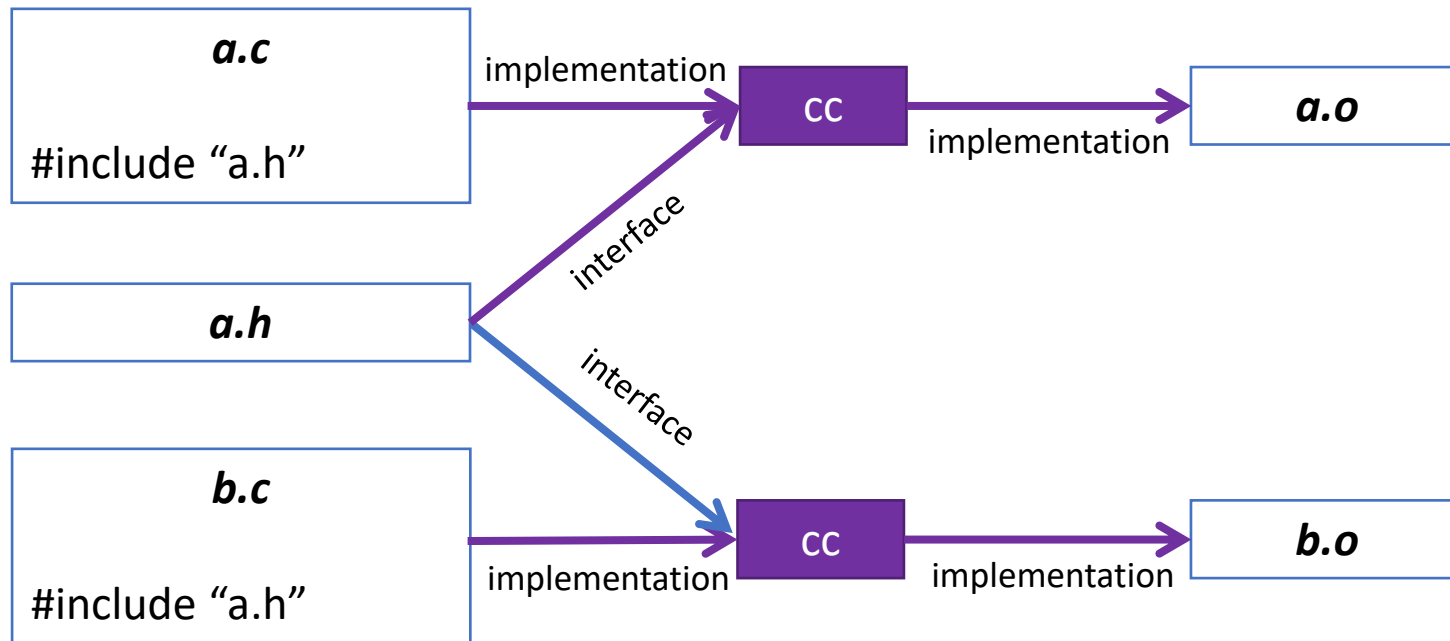 a.c
#include “a.h”
implementation
cc
implementation
a.o
interface
a.h
interface
b.c
#include “a.h”
implementation
cc
implementation
b.o